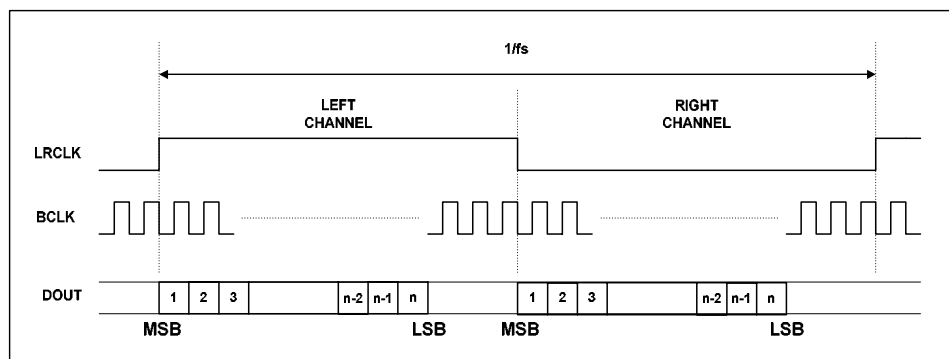 1/fs
LEFT
CHANNEL
RIGHT
CHANNEL
LRCLK
BCLK
DOUT
1 2 3 n-2 n-1 n 1 2 3 n-2 n-1 n
MSB LSB MSB LSB